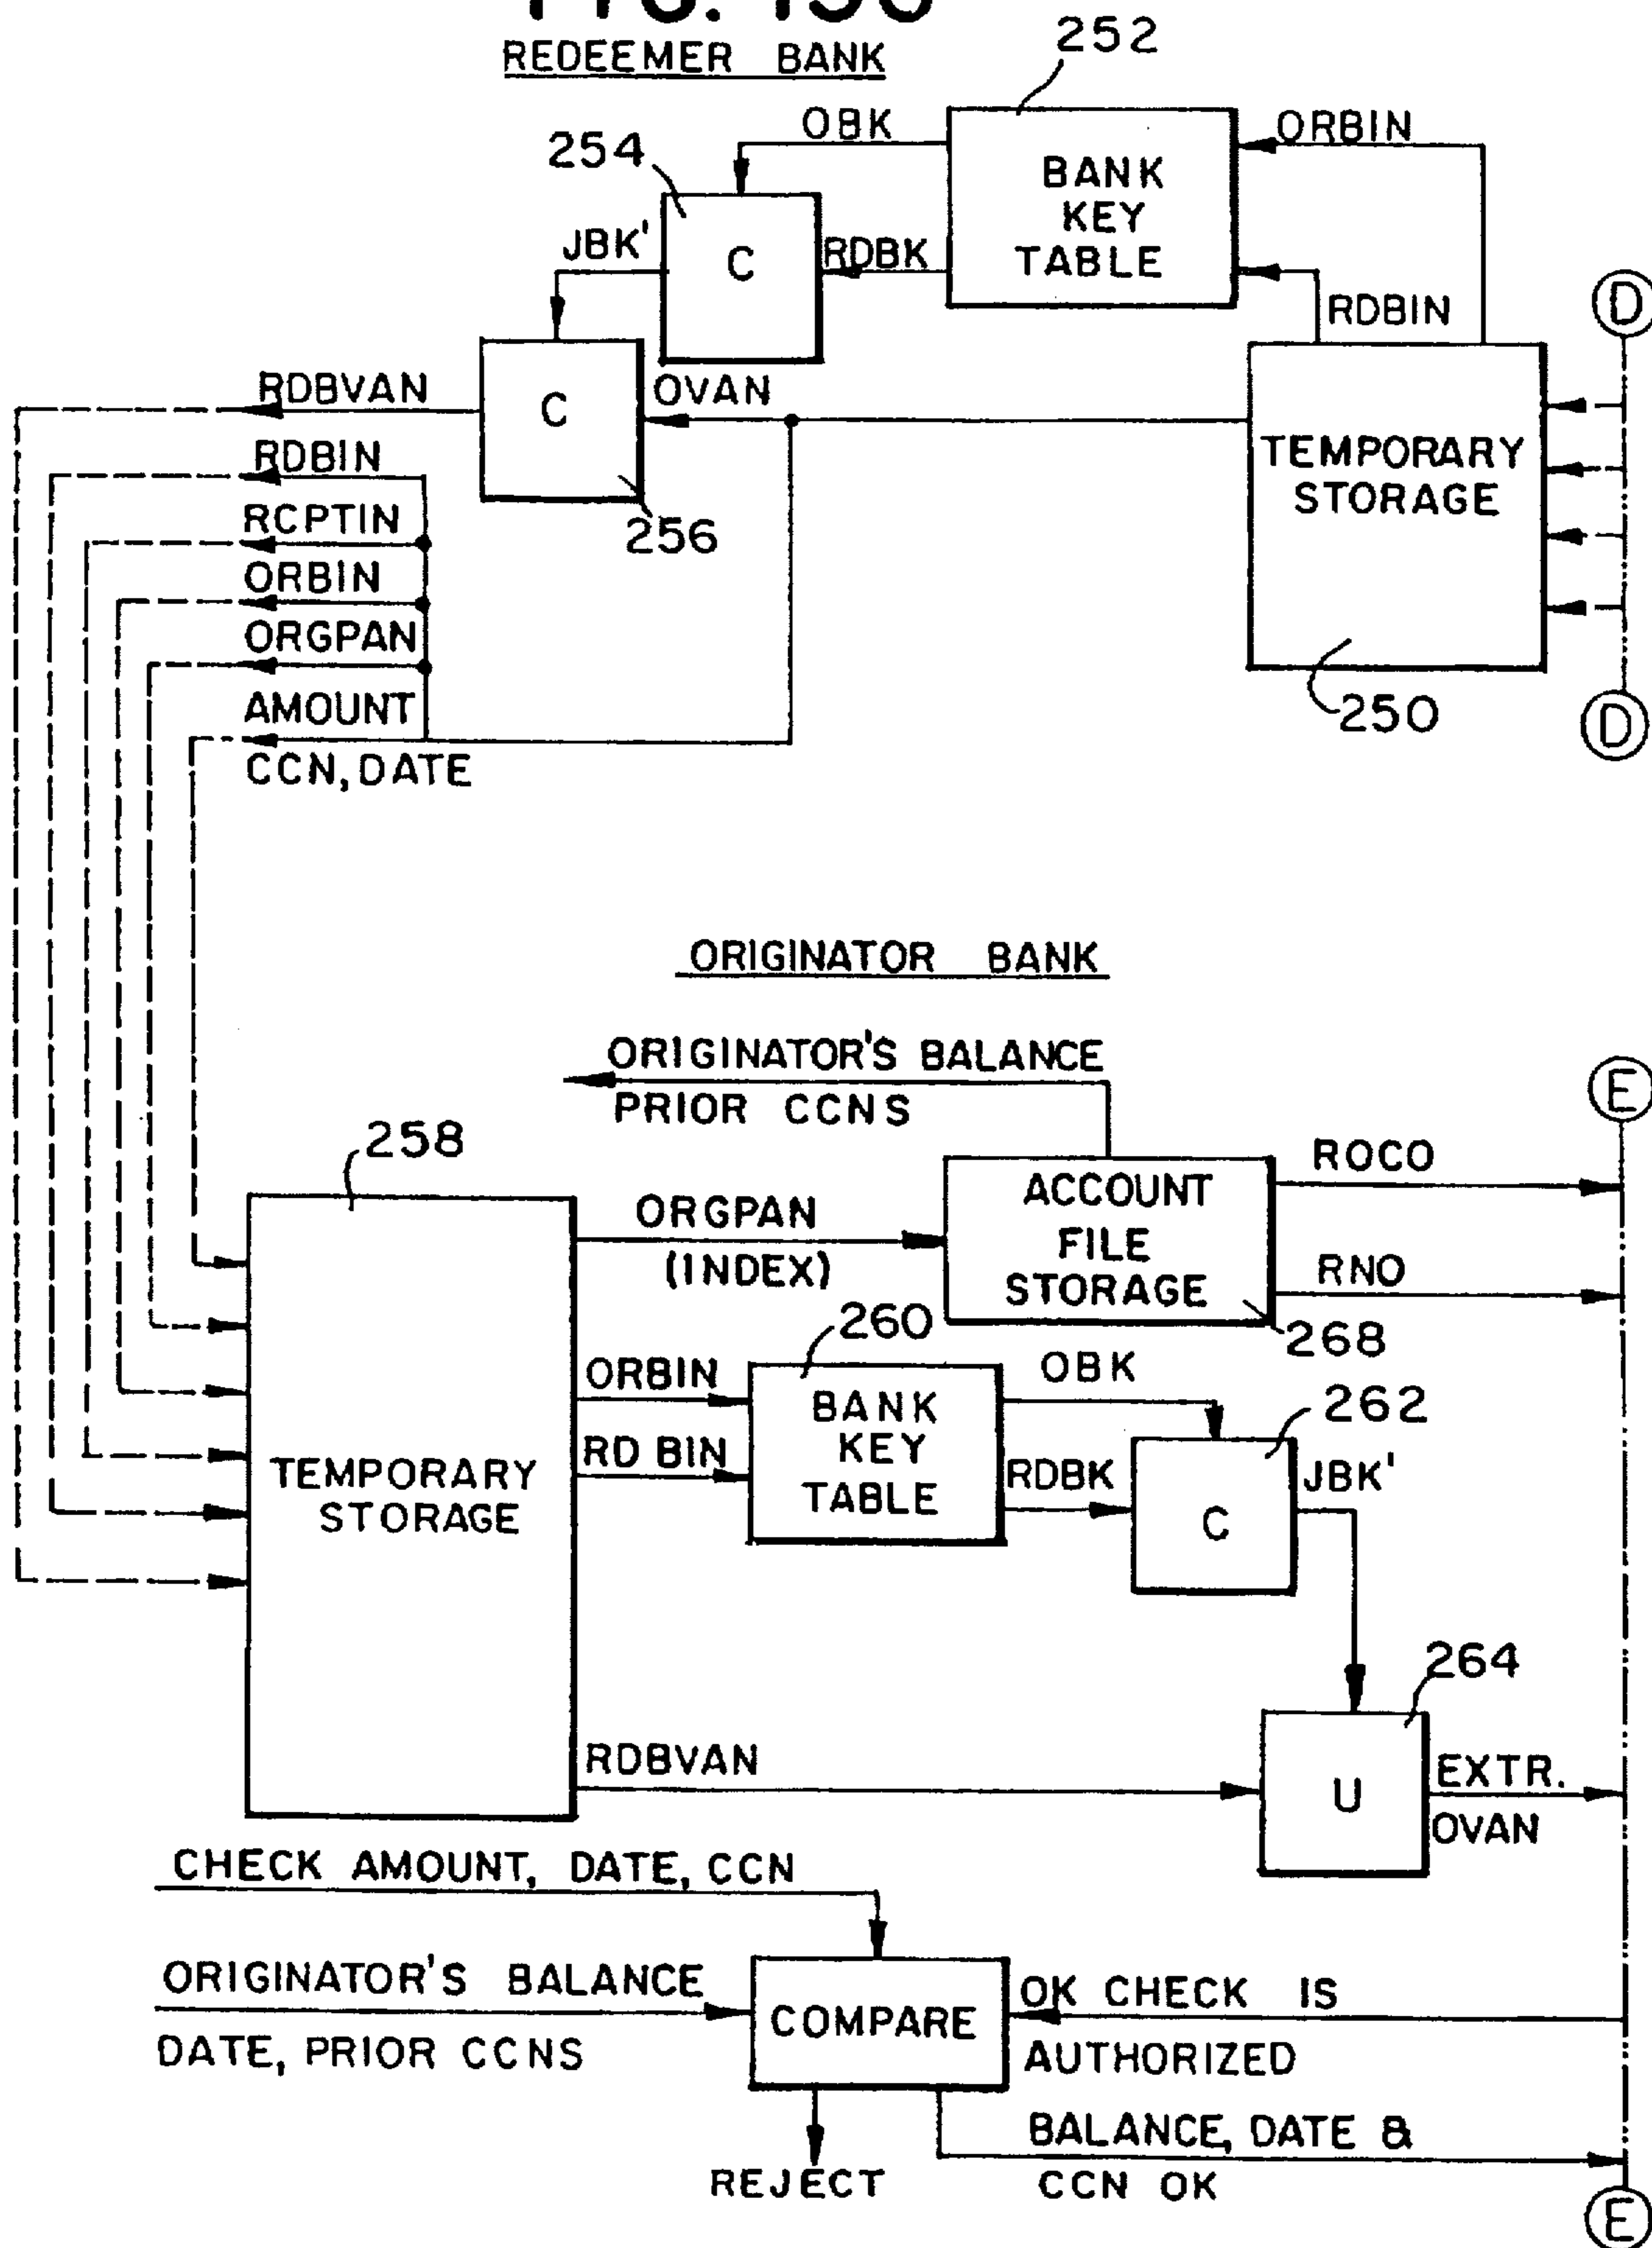 REDEEMER BANK
252
OBK
ORBIN
254
BANK
KEY
TABLE
JBK'
C
RDBK
D
RDBIN
RDBVAN
C
OVAN
TEMPORARY
STORAGE
RDBIN
RCPTIN
256
ORBIN
ORGPAN
AMOUNT
250
D
CCN, DATE
ORIGINATOR BANK
ORIGINATOR'S BALANCE
PRIOR CCNS
E
258
ROCO
ORGPAN
(INDEX)
ACCOUNT
FILE
STORAGE
RNO
260
268
ORBIN
BANK
KEY
TABLE
OBK
262
RD BIN
RDBK
JBK'
TEMPORARY
STORAGE
C
264
RDBVAN
U
EXTR.
OVAN
CHECK AMOUNT, DATE, CCN
ORIGINATOR'S BALANCE
DATE, PRIOR CCNS
COMPARE
OK CHECK IS
AUTHORIZED
BALANCE, DATE &
CCN OK
REJECT
E